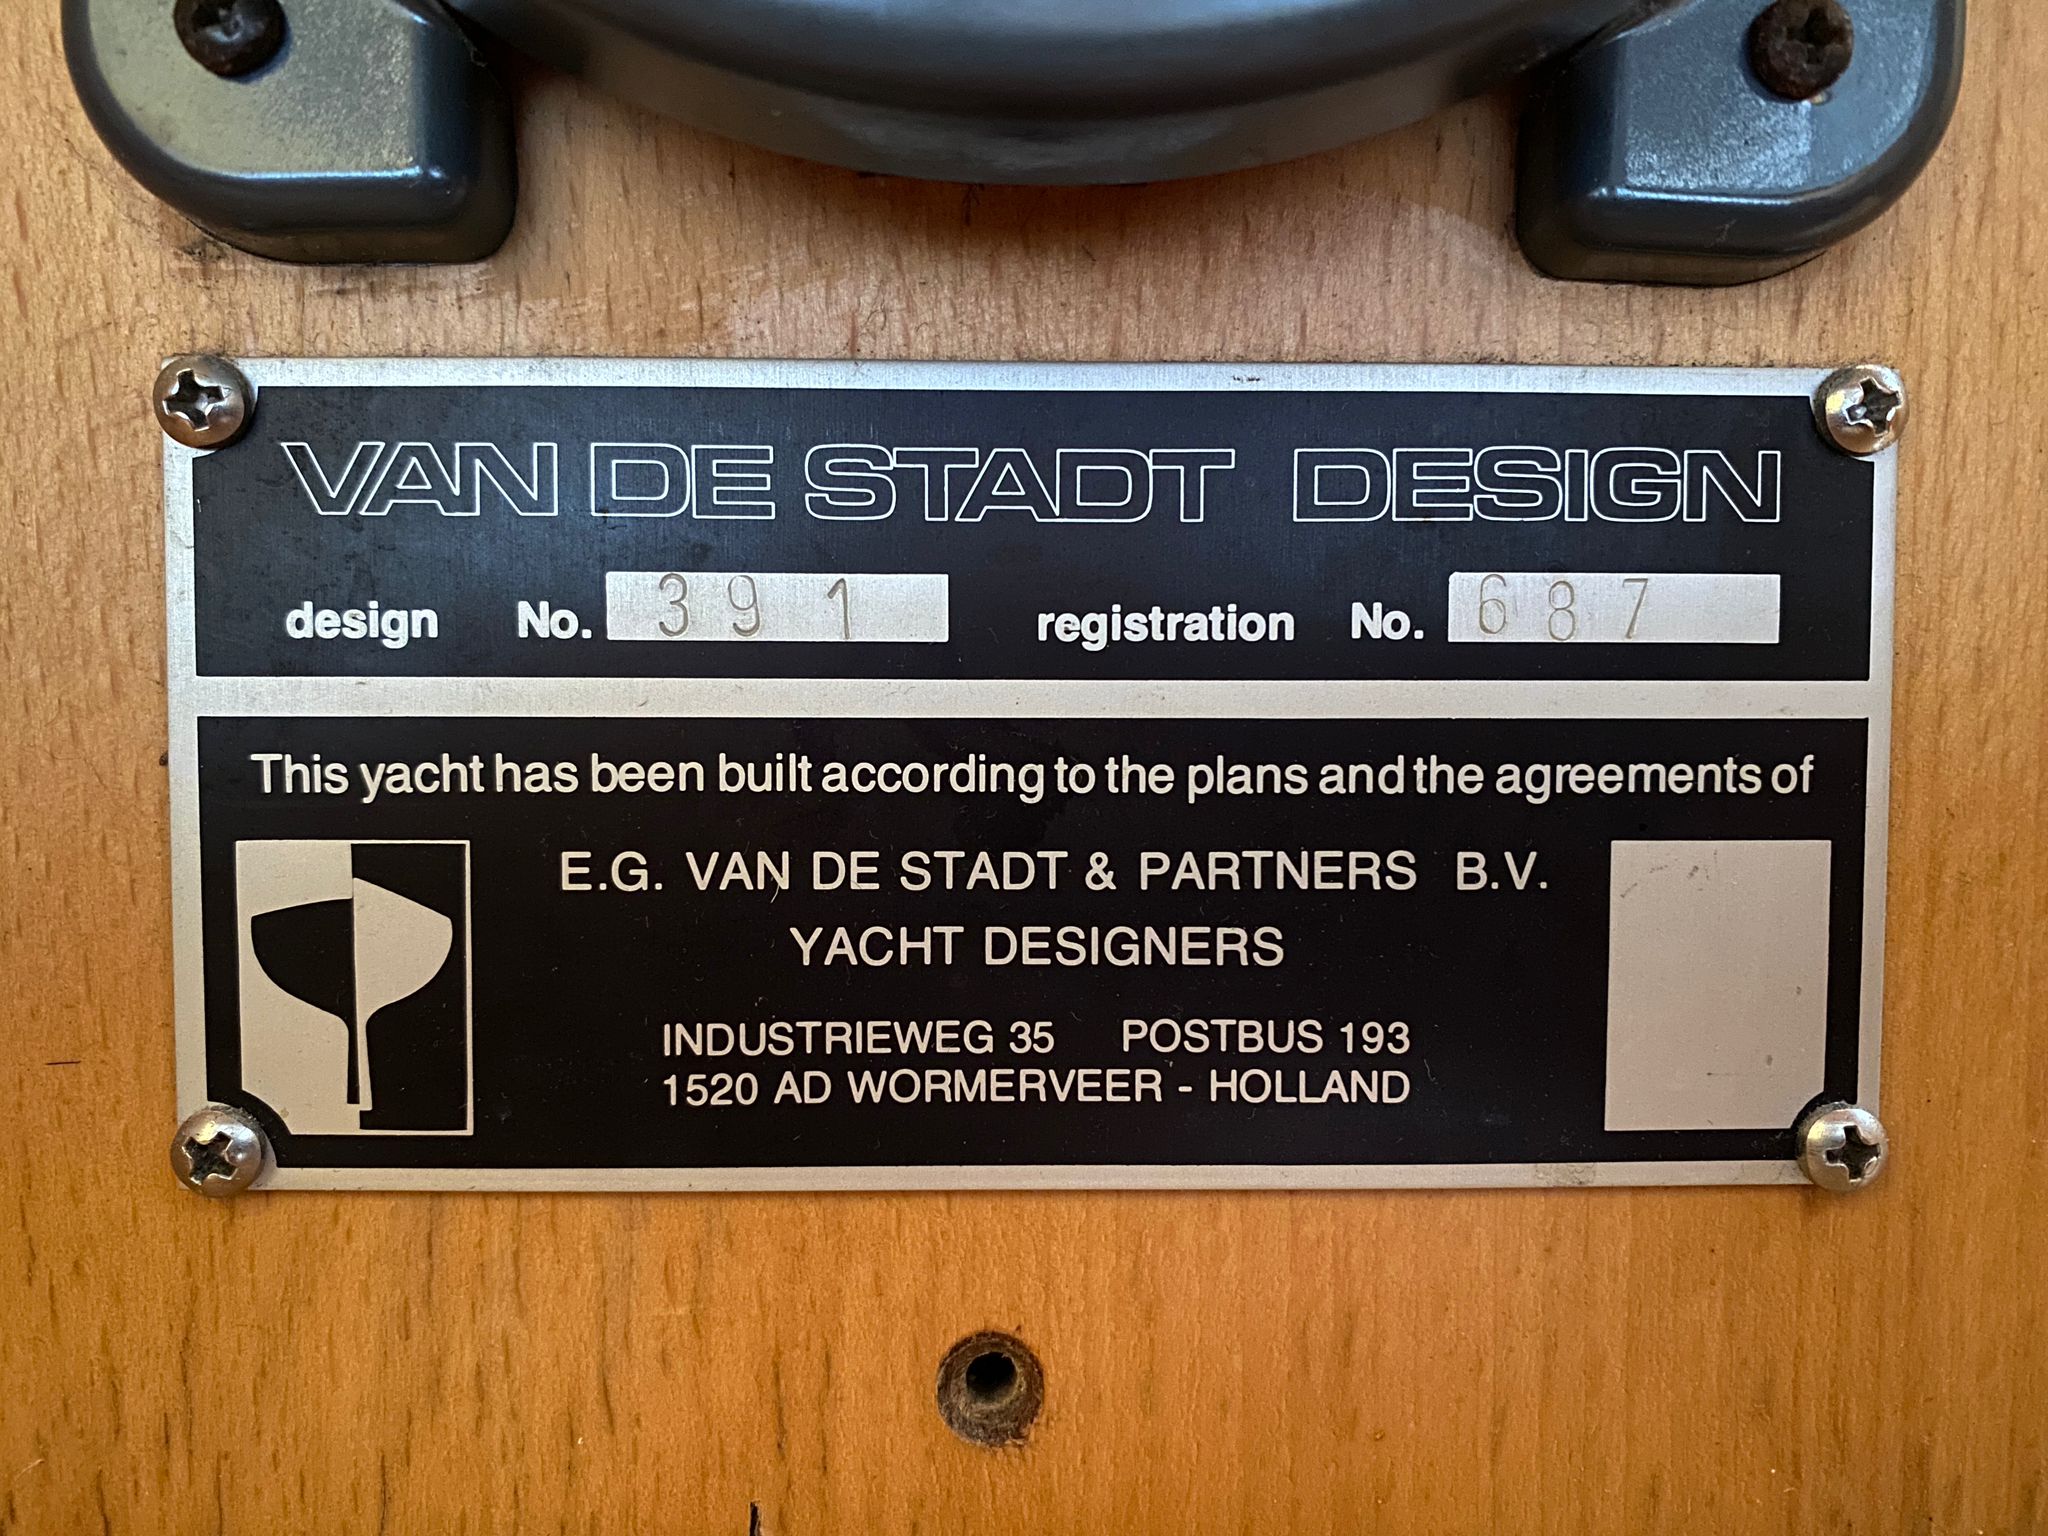 VAN DE STADT DESIGN
design No. 391 registration No. 687
This yacht has been built according to the plans and the agreements of
E.G. VAN DE STADT & PARTNERS B.V.
YACHT DESIGNERS
INDUSTRIEWEG 35 POSTBUS 193
1520 AD WORMERVEER - HOLLAND